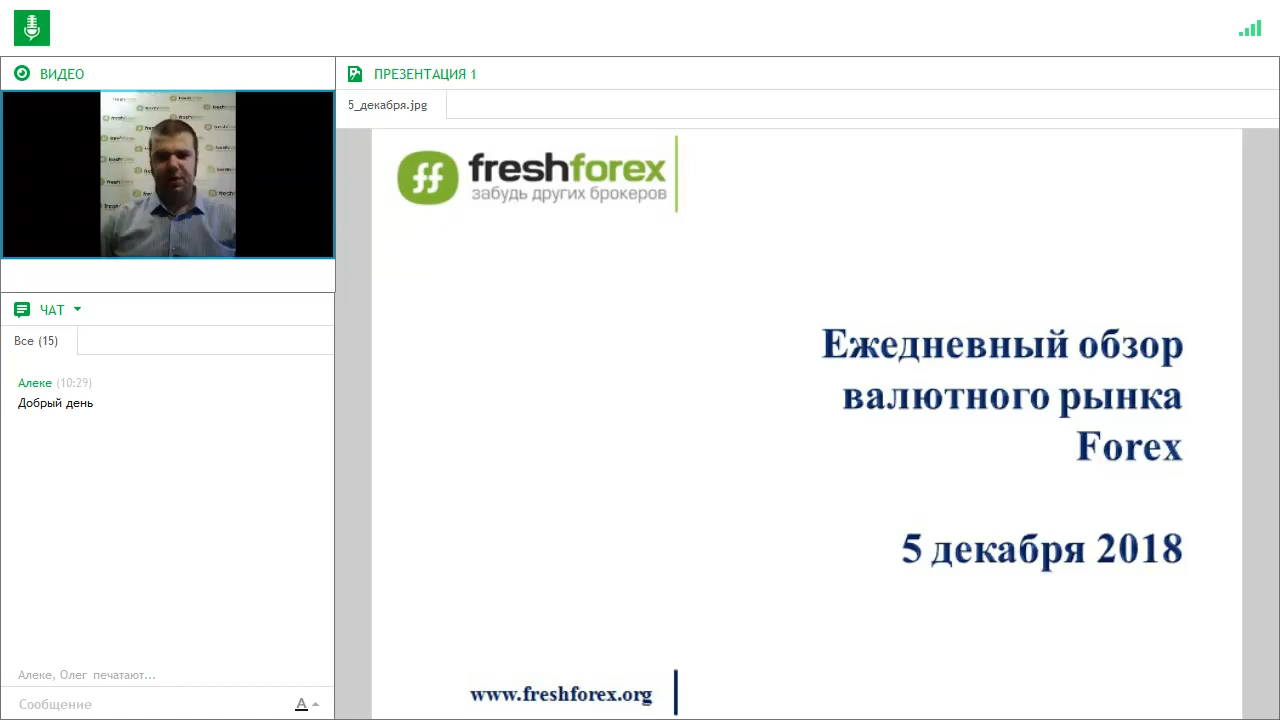 ВИДЕО
ЧАТ
Все (15)
Алеке (10:29)
Добрый день
Алеке, Олег печатают...
Сообщение
A
ПРЕЗЕНТАЦИЯ 1
5_декабря.jpg
ff freshforex
забудь других брокеров
Ежедневный обзор
валютного рынка
Forex
5 декабря 2018
www.freshforex.org